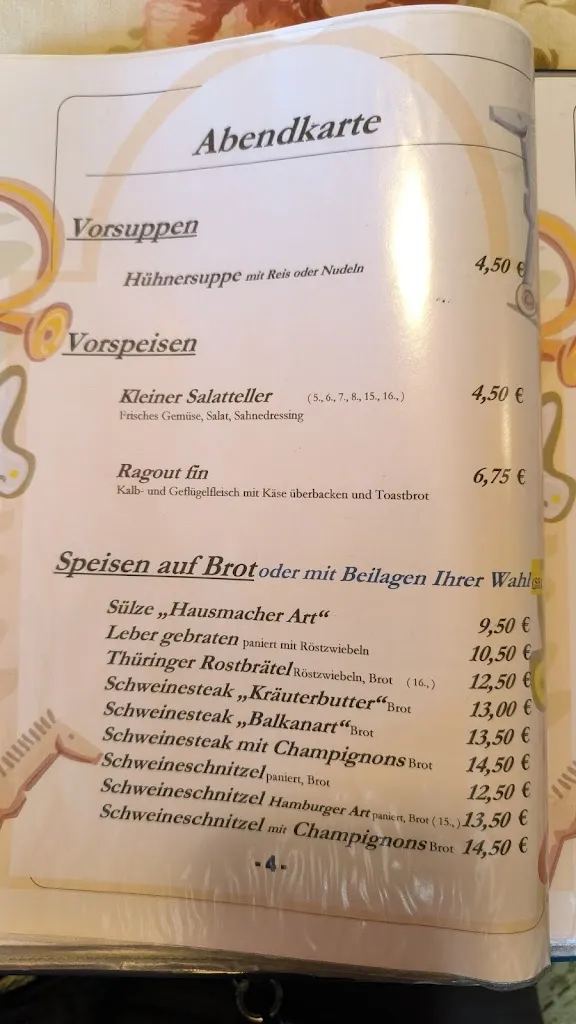 Abendkarte
Vorsuppen
Hühnersuppe mit Reis oder Nudeln 4,50 €
Vorspeisen
Kleiner Salatteller (5., 6., 7., 8., 15., 16.,) 4,50 €
Frisches Gemüse, Salat, Sahnedressing
Ragout fin 6,75 €
Kalb- und Geflügelfleisch mit Käse überbacken und Toastbrot
Speisen auf Brot oder mit Beilagen Ihrer Wahl
Sülze „Hausmacher Art“ 9,50 €
Leber gebraten paniert mit Röstzwiebeln 10,50 €
Thüringer Rostbrätel Röstzwiebeln, Brot (16.,) 12,50 €
Schweinesteak „Kräuterbutter“ Brot 13,00 €
Schweinesteak „Balkanart“ Brot 13,50 €
Schweinesteak mit Champignons Brot 14,50 €
Schweineschnitzel paniert, Brot 12,50 €
Schweineschnitzel Hamburger Art paniert, Brot (15.,) 13,50 €
Schweineschnitzel mit Champignons Brot 14,50 €
- 4 -